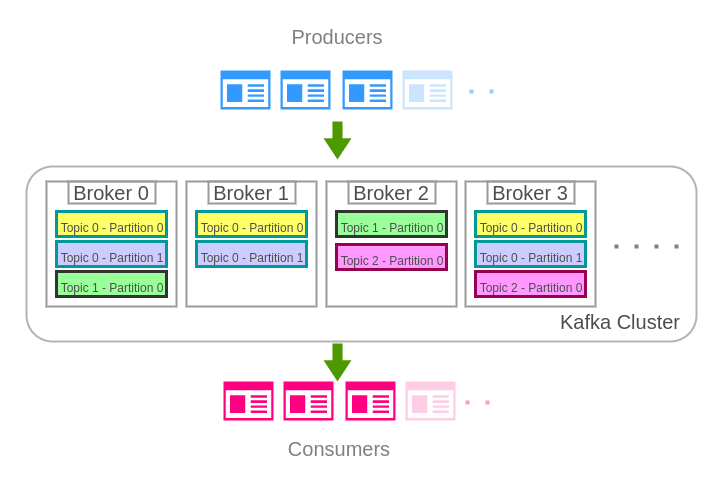 Producers
Broker 0
Topic 0 - Partition 0
Topic 0 - Partition 1
Topic 1 - Partition 0
Broker 1
Topic 0 - Partition 0
Topic 0 - Partition 1
Broker 2
Topic 1 - Partition 0
Topic 2 - Partition 0
Broker 3
Topic 0 - Partition 0
Topic 0 - Partition 1
Topic 2 - Partition 0
Kafka Cluster
Consumers